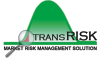 TRANSRISK
MARKET RISK MANAGEMENT SOLUTION